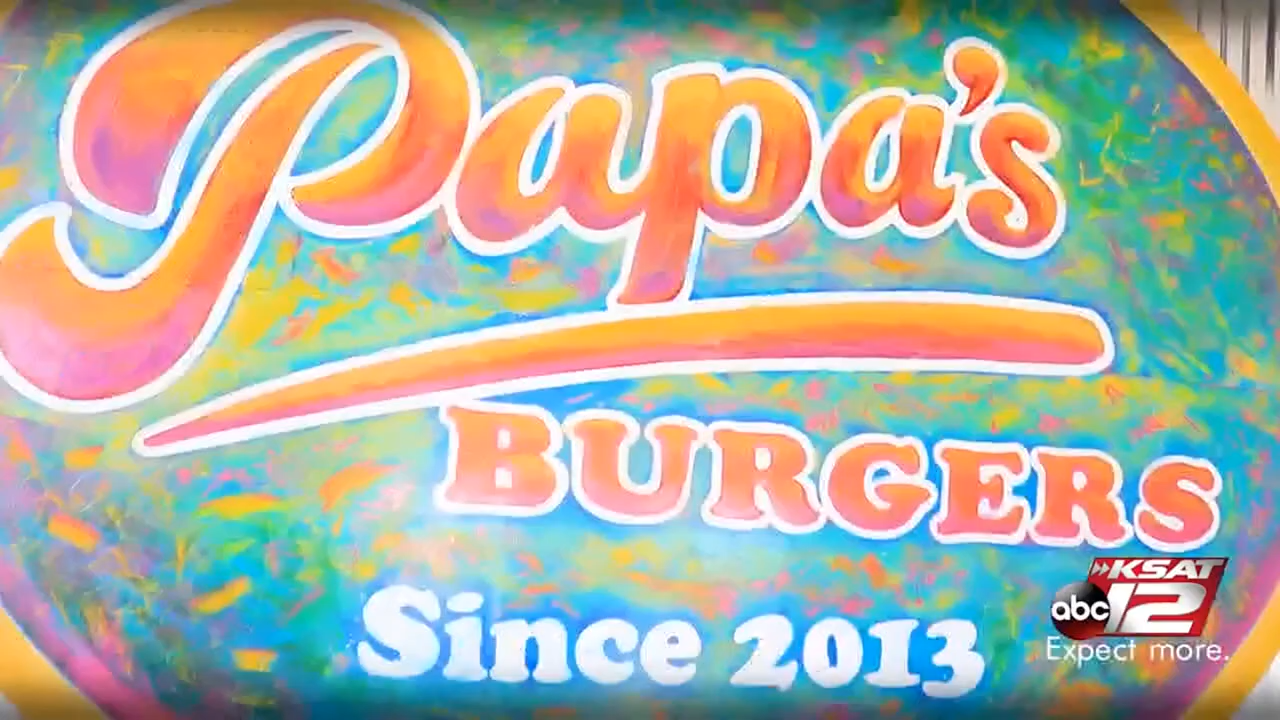 Papa's
BURGERS
Since 2013
KSAT
abc 12
Expect more.